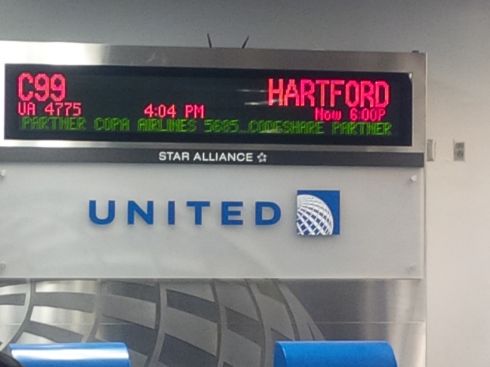 C99 HARTFORD
UA 4775 4:04 PM Now 6:00P
PARTNER COPA AIRLINES 5685 CODESHARE PARTNER
STAR ALLIANCE
UNITED